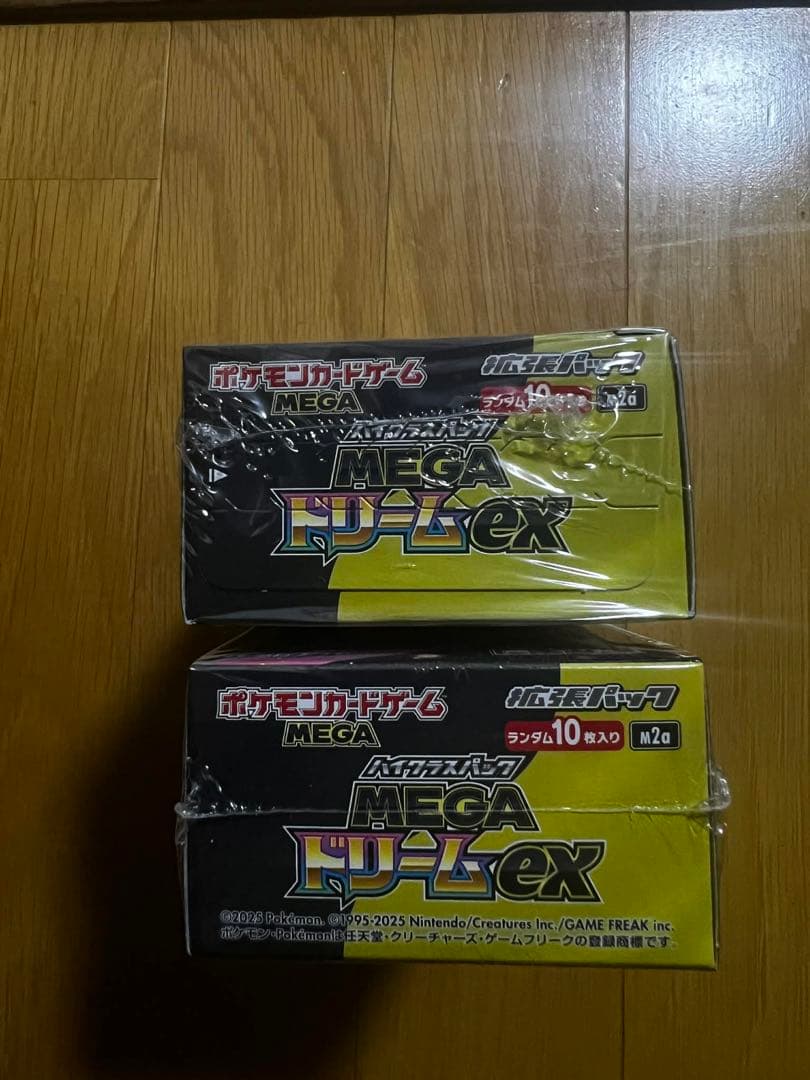 ポケモンカードゲーム
MEGA
拡張パック
ランダム10
m2a
ハイクラスパック
MEGA
ドリームex
ポケモンカードゲーム
MEGA
拡張パック
ランダム10枚入り
m2a
ハイクラスパック
MEGA
ドリームex
©2025 Pokémon. ©1995-2025 Nintendo/Creatures Inc./GAME FREAK inc.
ポケモン・Pokémonは任天堂・クリーチャーズ・ゲームフリークの登録商標です。